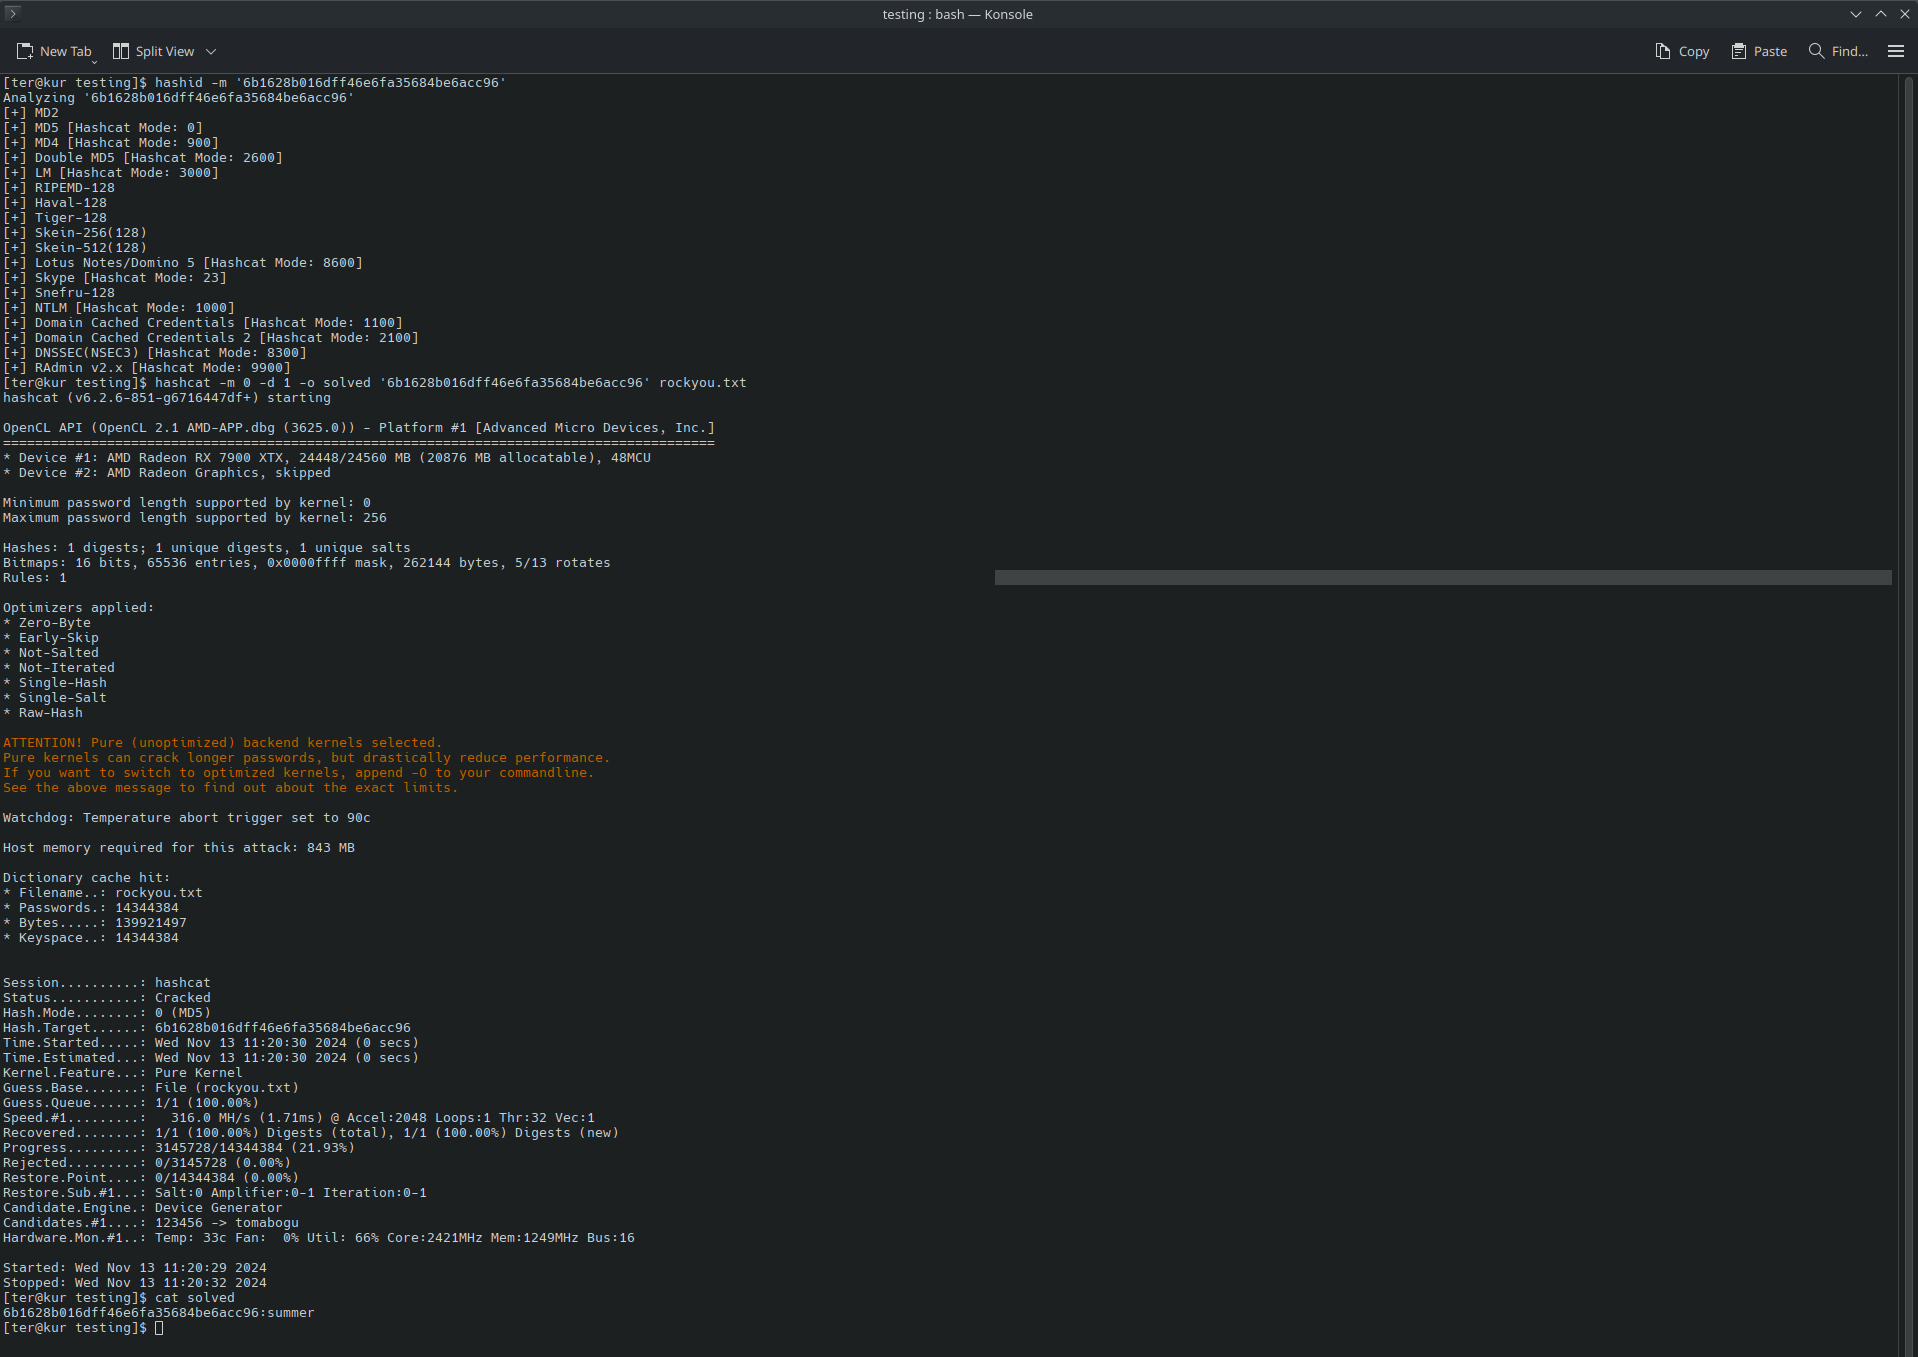 testing : bash — Konsole
New Tab Split View Copy Paste Find...
[ter@kur testing]$ hashid -m '6b1628b016dff46e6fa35684be6acc96'
Analyzing '6b1628b016dff46e6fa35684be6acc96'
[+] MD2
[+] MD5 [Hashcat Mode: 0]
[+] MD4 [Hashcat Mode: 900]
[+] Double MD5 [Hashcat Mode: 2600]
[+] LM [Hashcat Mode: 3000]
[+] RIPEMD-128
[+] Haval-128
[+] Tiger-128
[+] Skein-256(128)
[+] Skein-512(128)
[+] Lotus Notes/Domino 5 [Hashcat Mode: 8600]
[+] Skype [Hashcat Mode: 23]
[+] Snefru-128
[+] NTLM [Hashcat Mode: 1000]
[+] Domain Cached Credentials [Hashcat Mode: 1100]
[+] Domain Cached Credentials 2 [Hashcat Mode: 2100]
[+] DNSSEC(NSEC3) [Hashcat Mode: 8300]
[+] RAdmin v2.x [Hashcat Mode: 9900]
[ter@kur testing]$ hashcat -m 0 -d 1 -o solved '6b1628b016dff46e6fa35684be6acc96' rockyou.txt
hashcat (v6.2.6-851-g6716447df+) starting
OpenCL API (OpenCL 2.1 AMD-APP.dbg (3625.0)) - Platform #1 [Advanced Micro Devices, Inc.]
=========================================================================================
* Device #1: AMD Radeon RX 7900 XTX, 24448/24560 MB (20876 MB allocatable), 48MCU
* Device #2: AMD Radeon Graphics, skipped
Minimum password length supported by kernel: 0
Maximum password length supported by kernel: 256
Hashes: 1 digests; 1 unique digests, 1 unique salts
Bitmaps: 16 bits, 65536 entries, 0x0000ffff mask, 262144 bytes, 5/13 rotates
Rules: 1
Optimizers applied:
* Zero-Byte
* Early-Skip
* Not-Salted
* Not-Iterated
* Single-Hash
* Single-Salt
* Raw-Hash
ATTENTION! Pure (unoptimized) backend kernels selected.
Pure kernels can crack longer passwords, but drastically reduce performance.
If you want to switch to optimized kernels, append -O to your commandline.
See the above message to find out about the exact limits.
Watchdog: Temperature abort trigger set to 90c
Host memory required for this attack: 843 MB
Dictionary cache hit:
* Filename..: rockyou.txt
* Passwords.: 14344384
* Bytes.....: 139921497
* Keyspace..: 14344384
Session..........: hashcat
Status...........: Cracked
Hash.Mode........: 0 (MD5)
Hash.Target......: 6b1628b016dff46e6fa35684be6acc96
Time.Started.....: Wed Nov 13 11:20:30 2024 (0 secs)
Time.Estimated...: Wed Nov 13 11:20:30 2024 (0 secs)
Kernel.Feature...: Pure Kernel
Guess.Base.......: File (rockyou.txt)
Guess.Queue......: 1/1 (100.00%)
Speed.#1.........:   316.0 MH/s (1.71ms) @ Accel:2048 Loops:1 Thr:32 Vec:1
Recovered........: 1/1 (100.00%) Digests (total), 1/1 (100.00%) Digests (new)
Progress.........: 3145728/14344384 (21.93%)
Rejected.........: 0/3145728 (0.00%)
Restore.Point....: 0/14344384 (0.00%)
Restore.Sub.#1...: Salt:0 Amplifier:0-1 Iteration:0-1
Candidate.Engine.: Device Generator
Candidates.#1....: 123456 -> tomabogu
Hardware.Mon.#1..: Temp: 33c Fan:  0% Util: 66% Core:2421MHz Mem:1249MHz Bus:16
Started: Wed Nov 13 11:20:29 2024
Stopped: Wed Nov 13 11:20:32 2024
[ter@kur testing]$ cat solved
6b1628b016dff46e6fa35684be6acc96:summer
[ter@kur testing]$